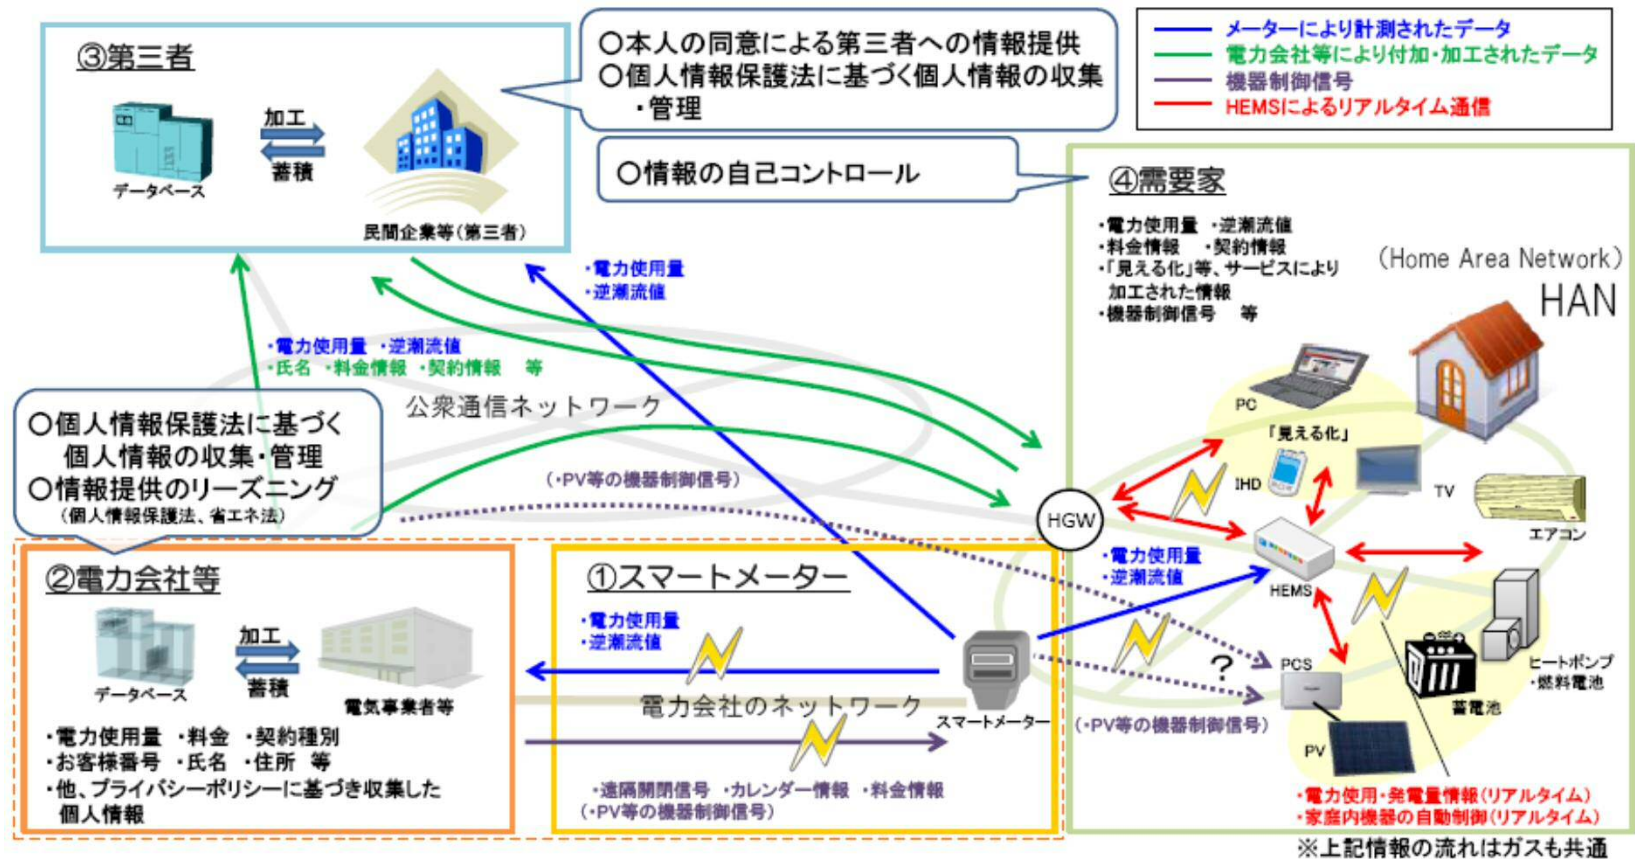 ③第三者
データベース
加工
蓄積
民間企業等(第三者)
○本人の同意による第三者への情報提供
○個人情報保護法に基づく個人情報の収集
・管理
○情報の自己コントロール
メーターにより計測されたデータ
電力会社等により付加・加工されたデータ
機器制御信号
HEMSによるリアルタイム通信
④需要家
・電力使用量 ・逆潮流値
・料金情報 ・契約情報
・「見える化」等、サービスにより
加工された情報
・機器制御信号 等
(Home Area Network)
HAN
・電力使用量
・逆潮流値
・電力使用量 ・逆潮流値
・氏名 ・料金情報 ・契約情報 等
公衆通信ネットワーク
○個人情報保護法に基づく
個人情報の収集・管理
○情報提供のリーズニング
(個人情報保護法、省エネ法)
(・PV等の機器制御信号)
HGW
PC
「見える化」
IHD
TV
エアコン
HEMS
・電力使用量
・逆潮流値
PCS
?
(・PV等の機器制御信号)
PV
蓄電池
ヒートポンプ
・燃料電池
②電力会社等
データベース
加工
蓄積
電気事業者等
・電力使用量 ・料金 ・契約種別
・お客様番号 ・氏名 ・住所 等
・他、プライバシーポリシーに基づき収集した
個人情報
①スマートメーター
・電力使用量
・逆潮流値
電力会社のネットワーク
スマートメーター
・遠隔開閉信号 ・カレンダー情報 ・料金情報
(・PV等の機器制御信号)
・電力使用・発電量情報(リアルタイム)
・家庭内機器の自動制御(リアルタイム)
※上記情報の流れはガスも共通